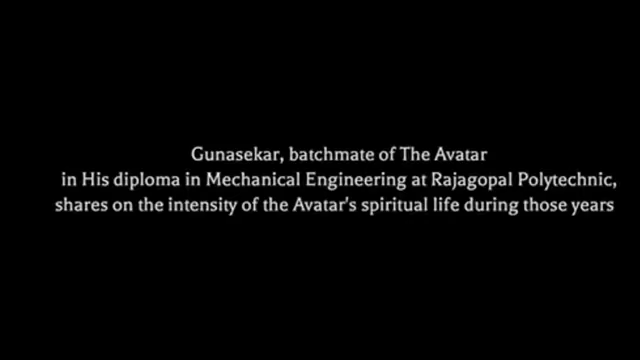 Gunasekar, batchmate of The Avatar
in His diploma in Mechanical Engineering at Rajagopal Polytechnic,
shares on the intensity of the Avatar's spiritual life during those years